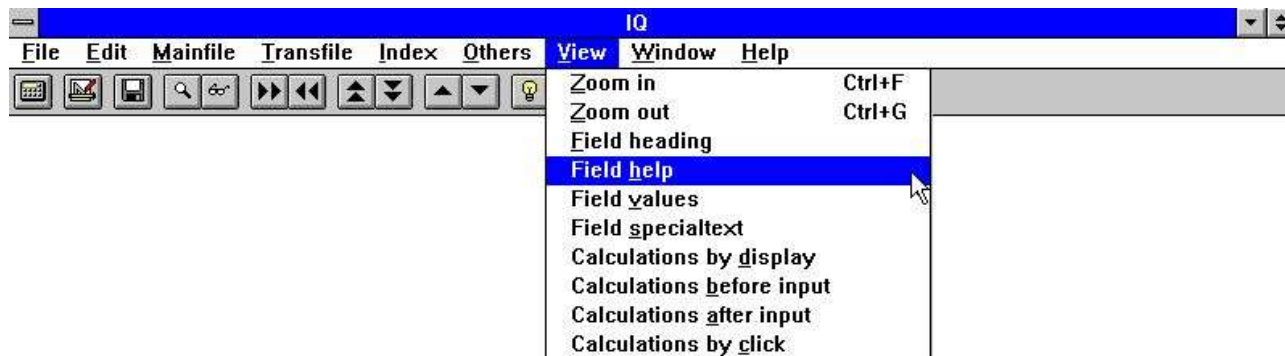 IQ
File Edit Mainfile Transfile Index Others View Window Help
Zoom in Ctrl+F
Zoom out Ctrl+G
Field heading
Field help
Field values
Field specialtext
Calculations by display
Calculations before input
Calculations after input
Calculations by click